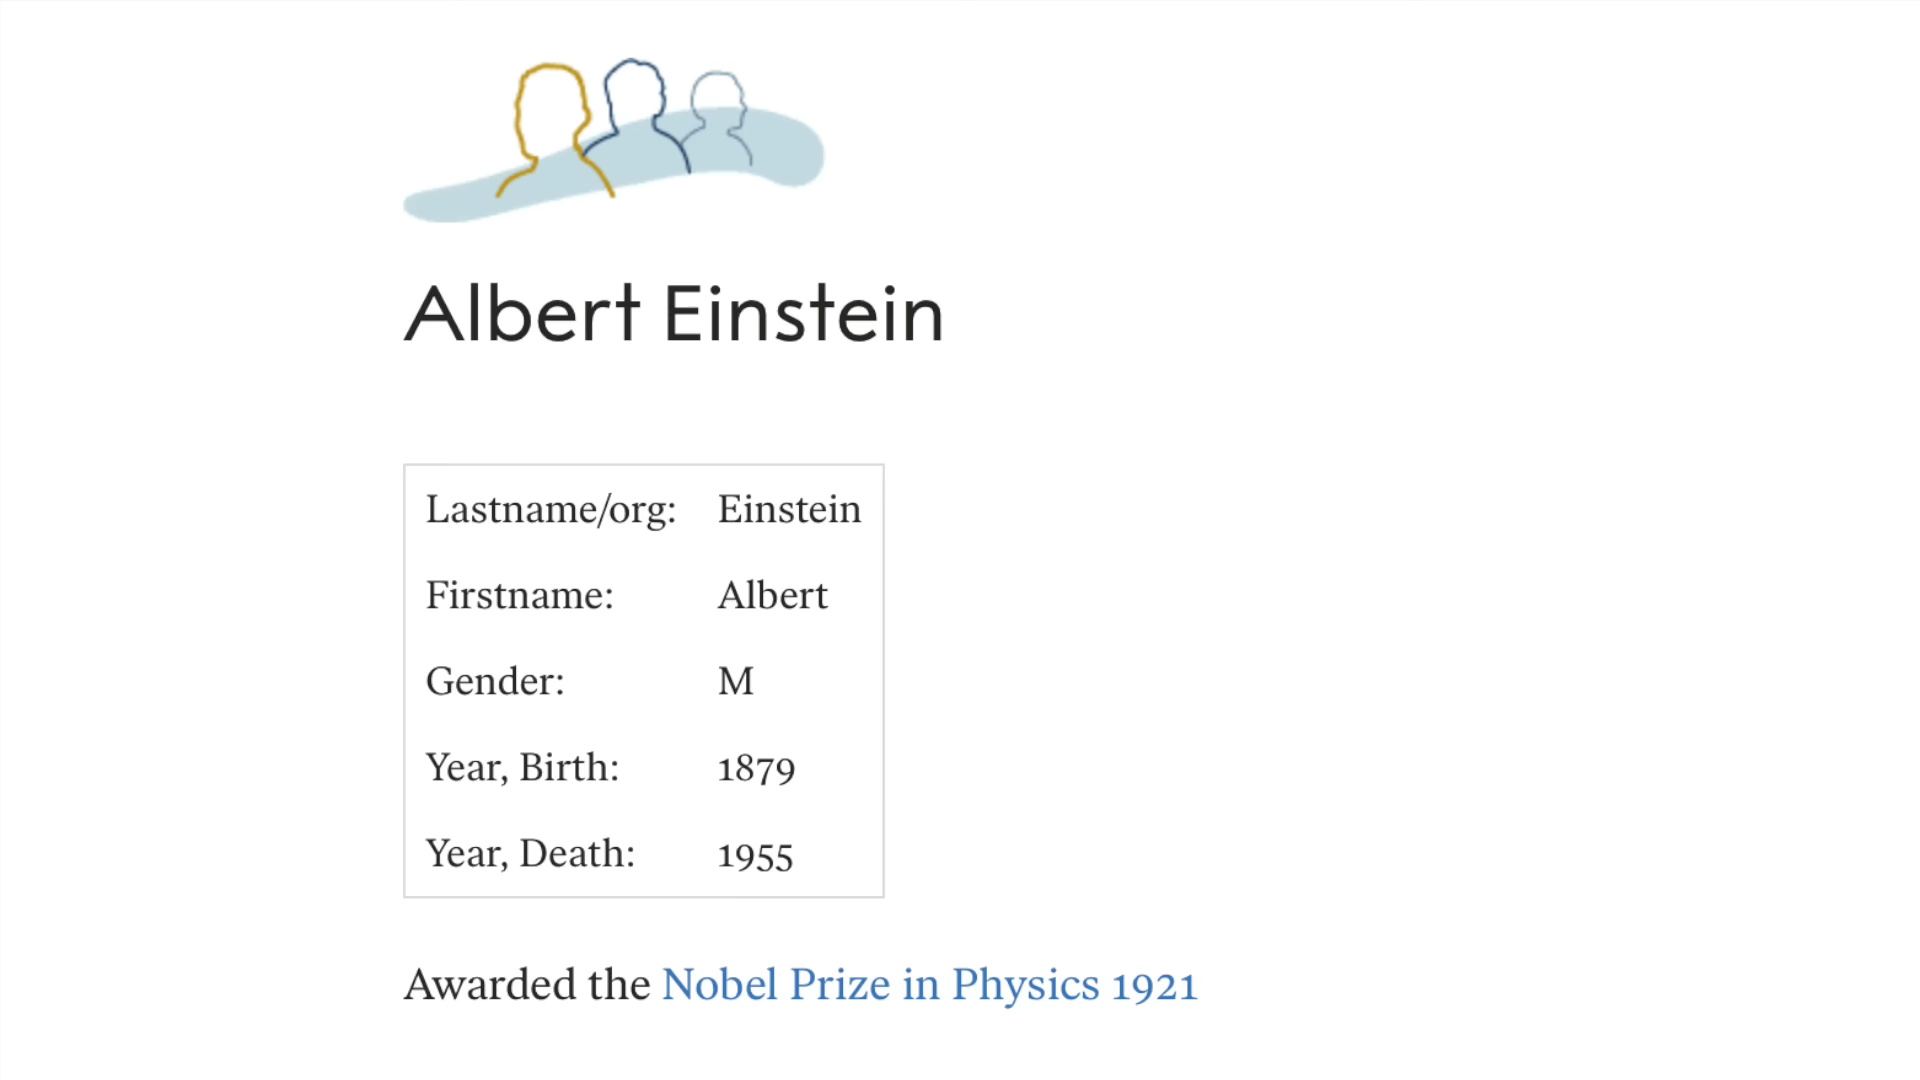 Albert Einstein
Lastname/org: Einstein
Firstname: Albert
Gender: M
Year, Birth: 1879
Year, Death: 1955
Awarded the Nobel Prize in Physics 1921